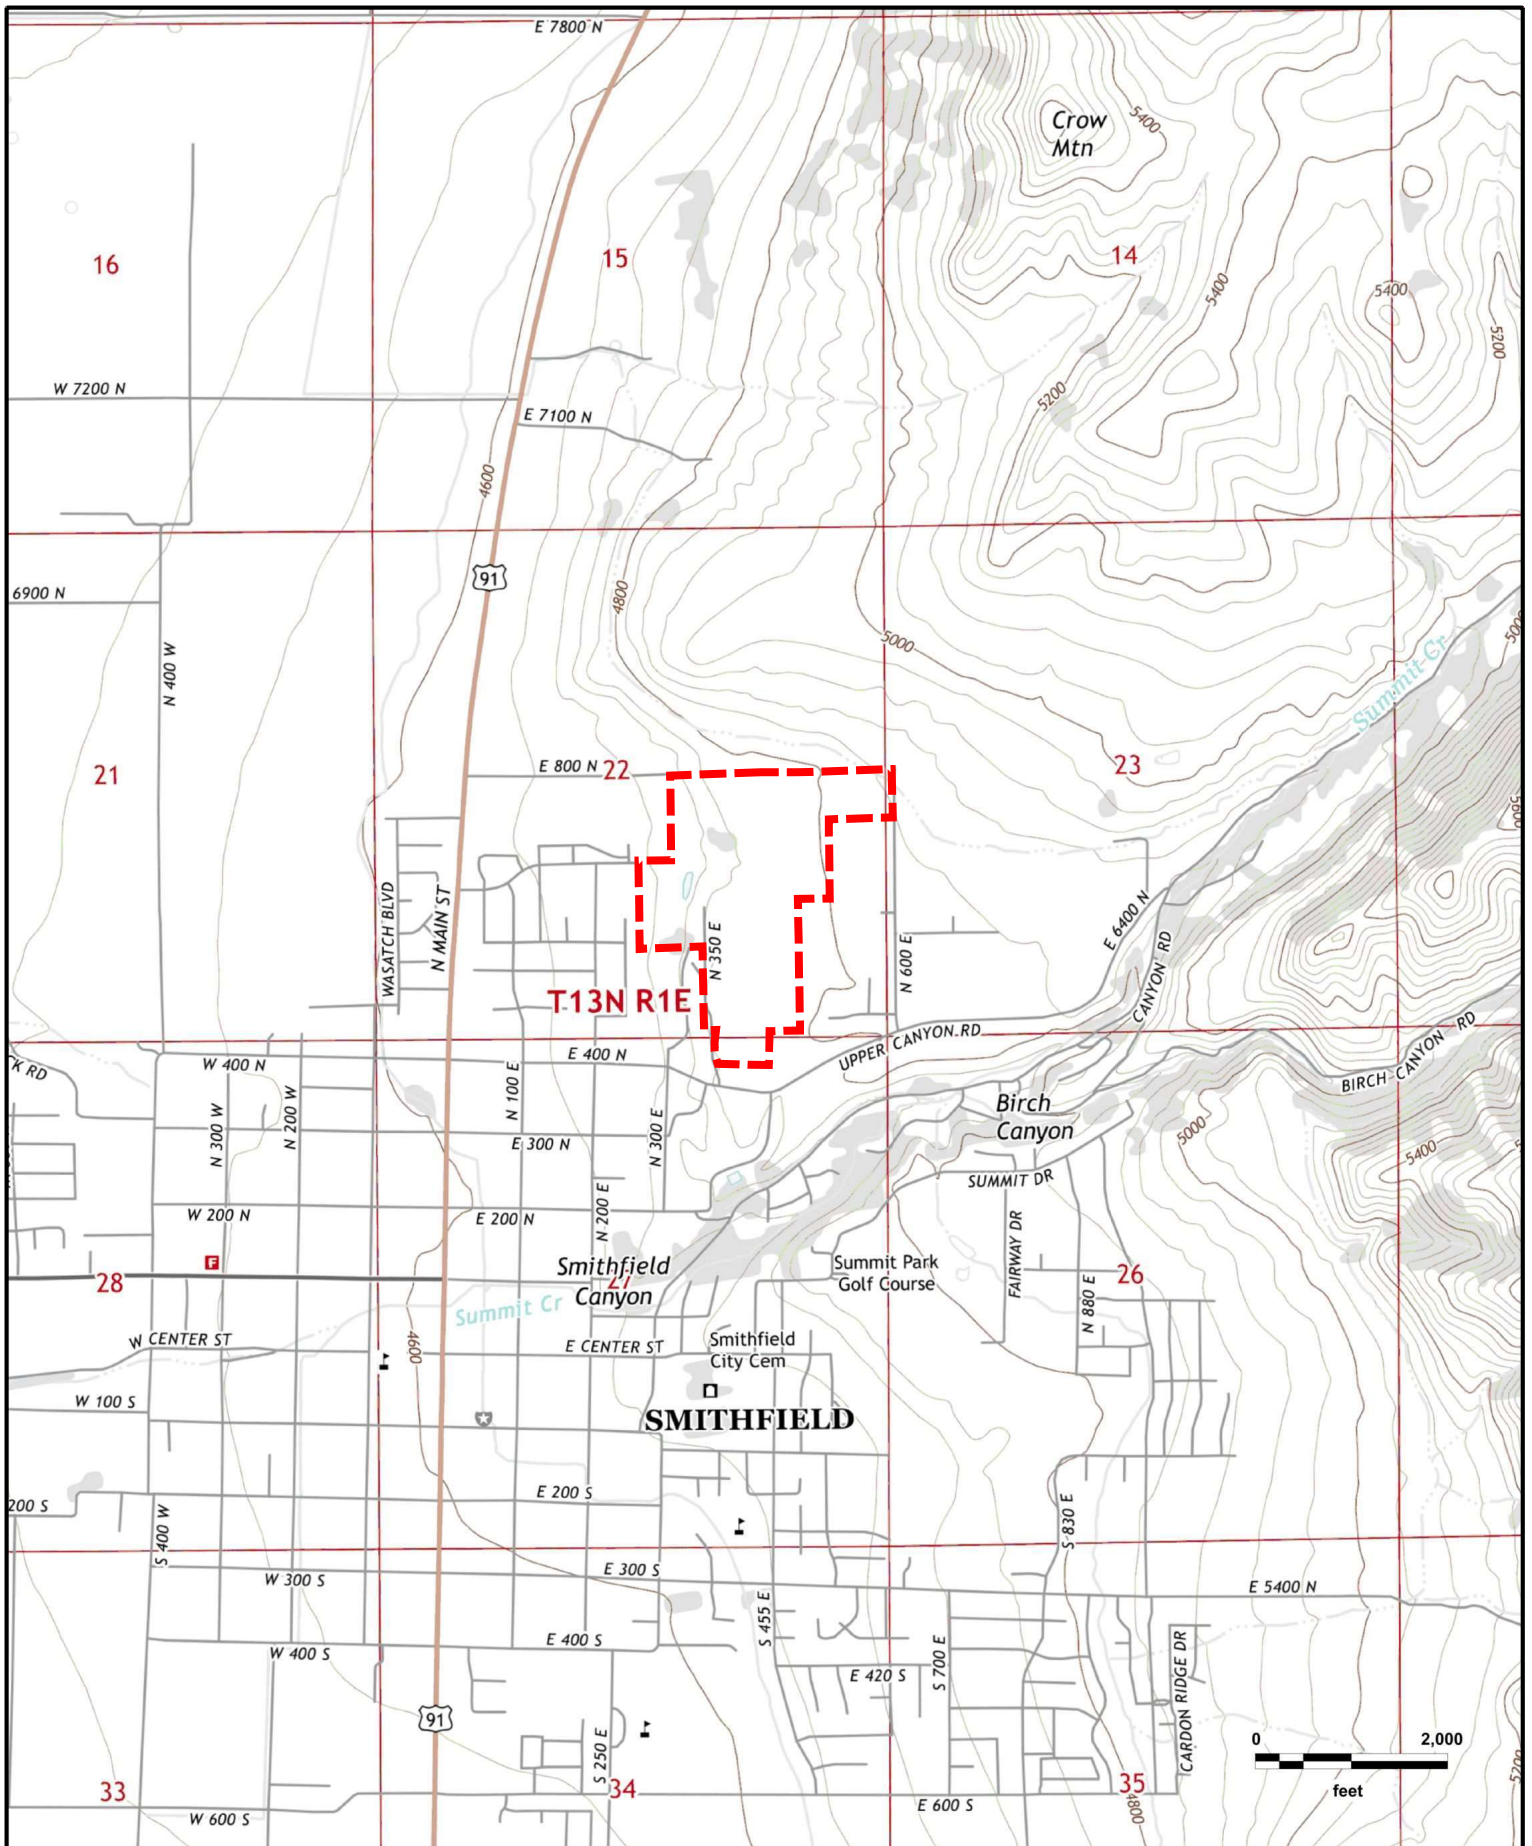 E 7800 N
Crow
Mtn
5400
16
15
14
5400
5400
5200
W 7200 N
E 7100 N
5200
4600
91
6900 N
4800
5000
5000
N 400 W
Summit Cr
21
E 800 N
22
23
WASATCH BLVD
N MAIN ST
N 350 E
N 600 E
E 6400 N
CANYON RD
T13N R1E
UPPER CANYON RD
BIRCH CANYON RD
K RD
W 400 N
E 400 N
N 300 W
N 200 W
N 100 E
N 300 E
E 300 N
Birch
Canyon
5000
5400
SUMMIT DR
W 200 N
E 200 N
N 200 E
FAIRWAY DR
F
28
Smithfield
Canyon
27
Summit Park
Golf Course
26
N 880 E
Summit Cr
W CENTER ST
4600
E CENTER ST
Smithfield
City Cem
W 100 S
SMITHFIELD
200 S
E 200 S
S 400 W
S 830 E
W 300 S
E 300 S
E 5400 N
S 455 E
W 400 S
E 400 S
E 420 S
S 700 E
CARDON RIDGE DR
91
S 250 E
0 2,000
feet
33
34
35
4800
W 600 S
E 600 S